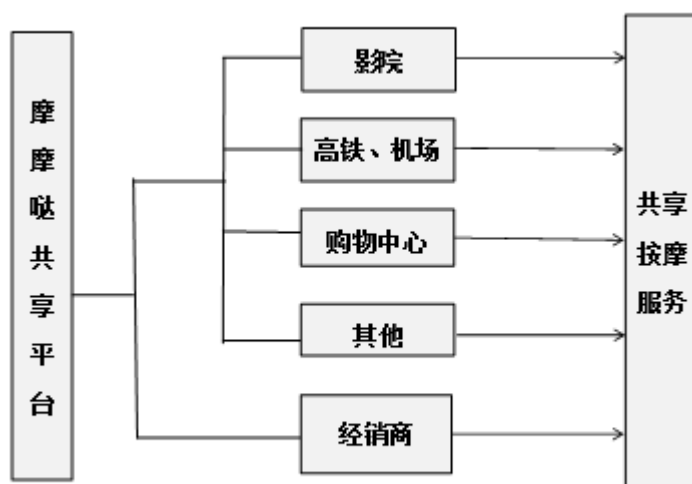 摩摩哒共享平台
影院
高铁、机场
购物中心
其他
经销商
共享
按摩
服务